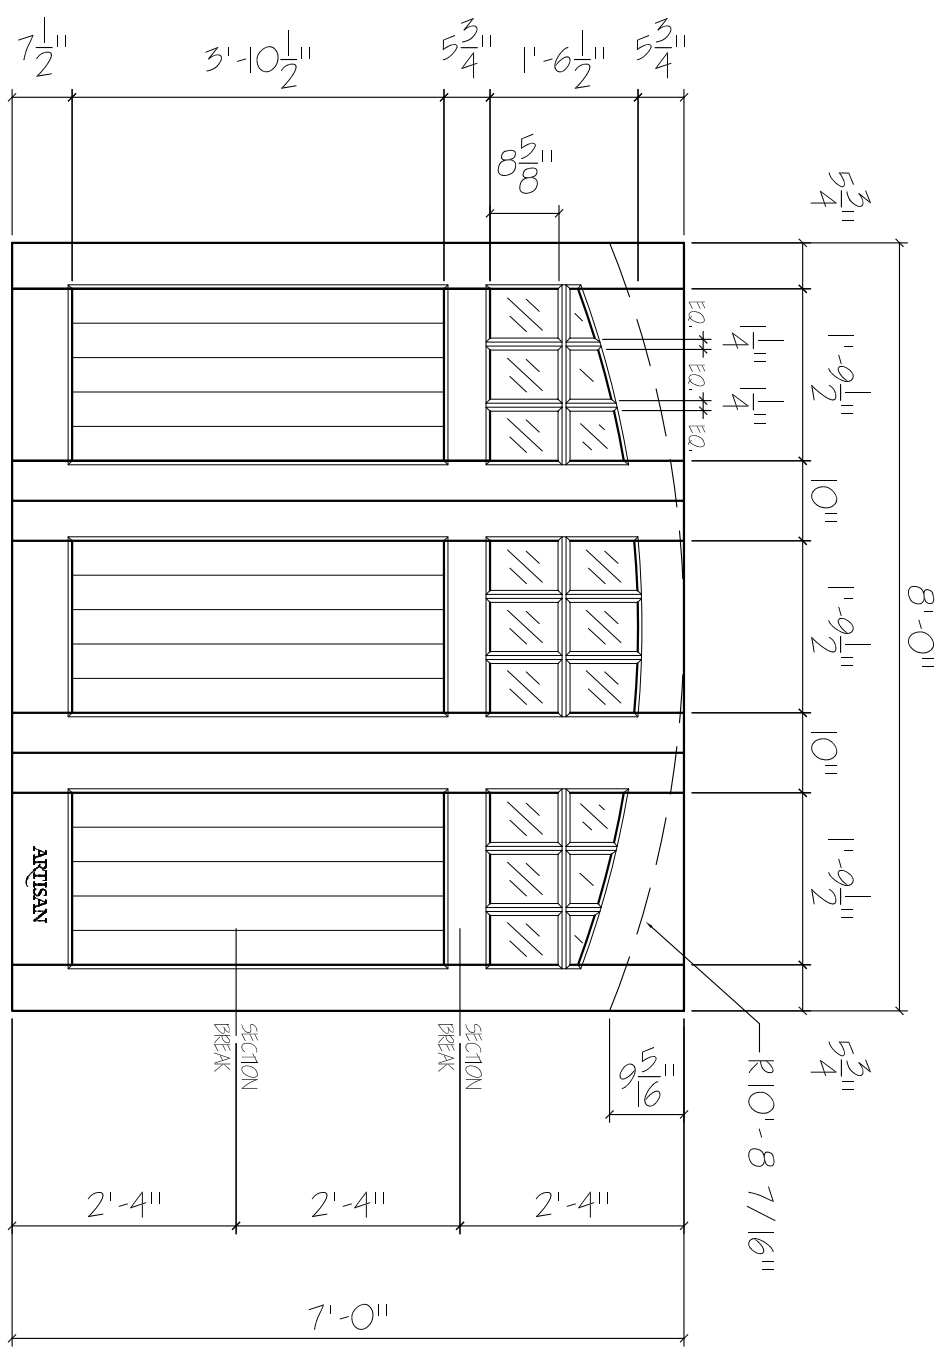 7 1/2"
3'-10 1/2"
5 3/4"
1'-6 1/2"
5 3/4"
8 5/8"
5 3/4"
1'-9 1/2"
10"
1'-9 1/2"
10"
1'-9 1/2"
5 3/4"
8'-0"
EQ.
1/4"
EQ.
1/4"
EQ.
ARTISAN
SECTION
BREAK
SECTION
BREAK
9 5/16"
R 10'-8 7/16"
2'-4"
2'-4"
2'-4"
7'-0"